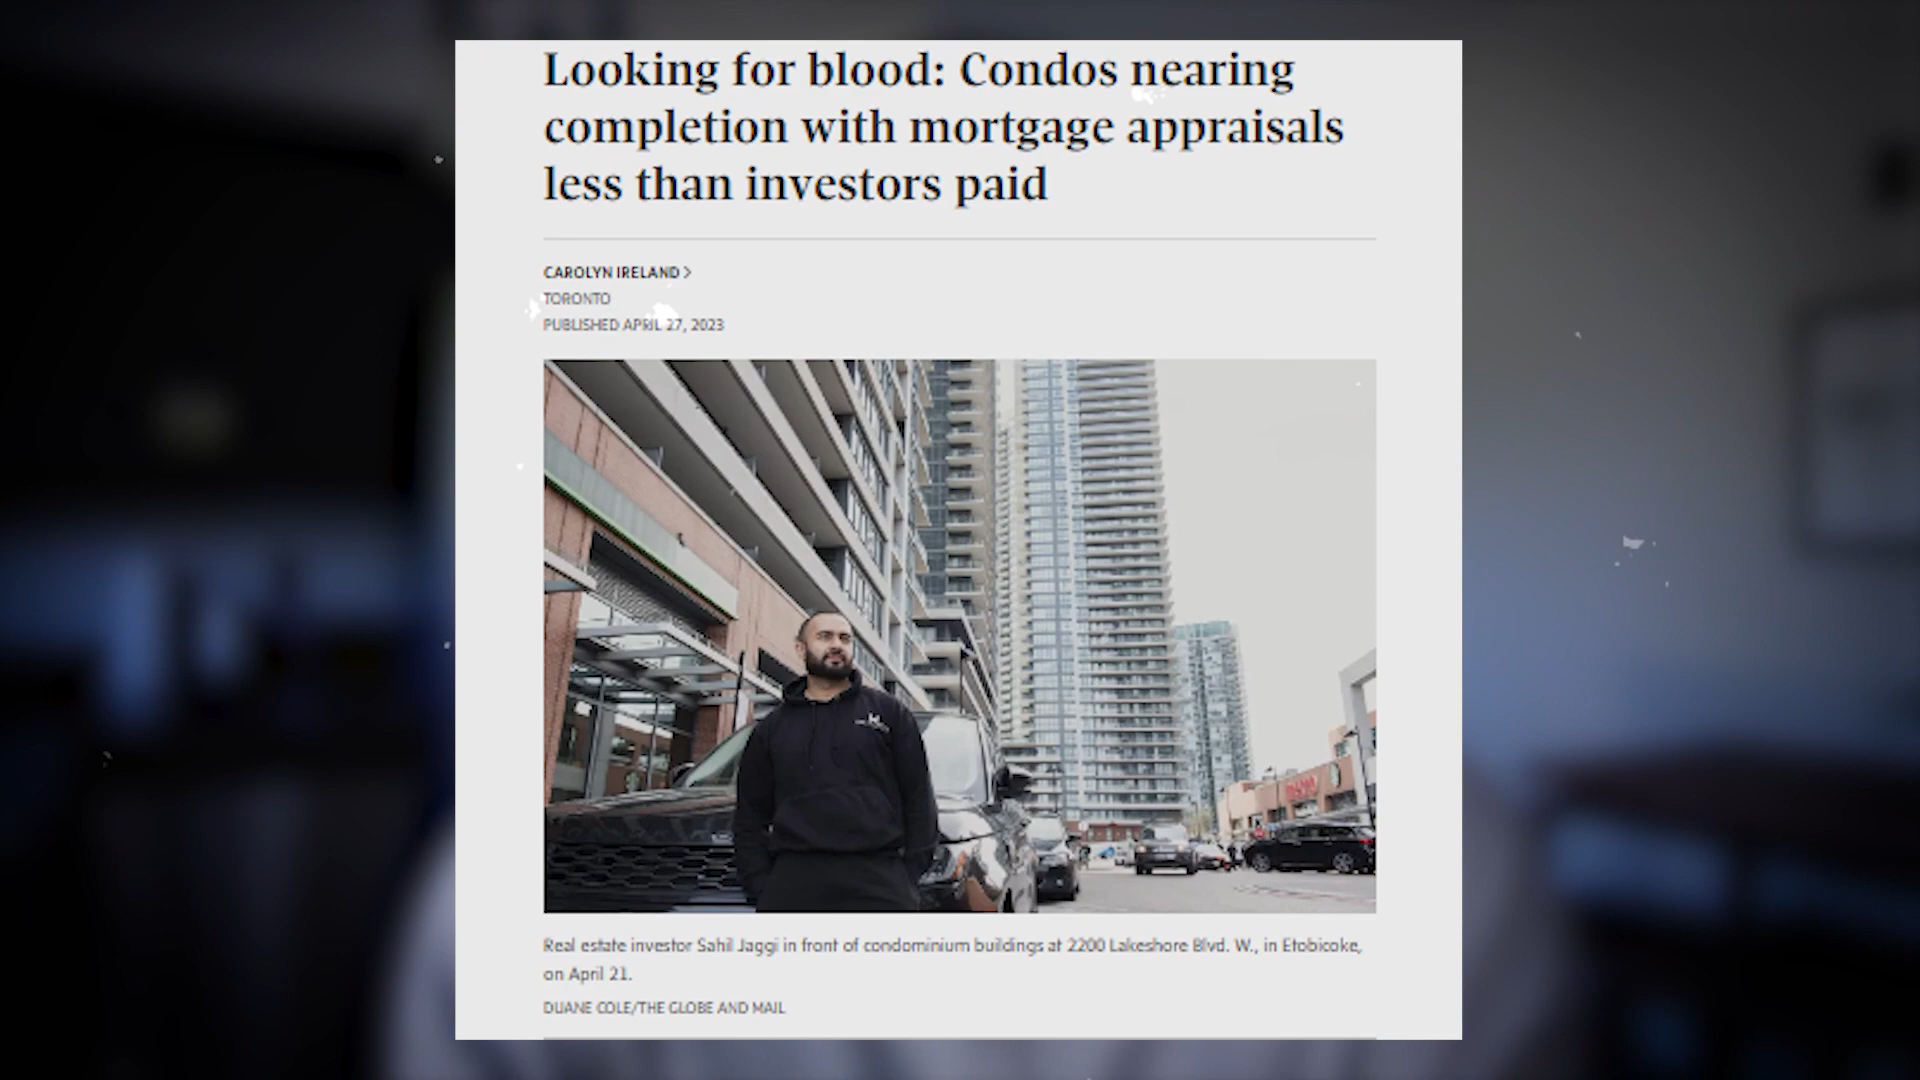 Looking for blood: Condos nearing
completion with mortgage appraisals
less than investors paid
CAROLYN IRELAND >
TORONTO
PUBLISHED APRIL 27, 2023
Real estate investor Sahil Jaggi in front of condominium buildings at 2200 Lakeshore Blvd. W., in Etobicoke,
on April 21.
DUANE COLE/THE GLOBE AND MAIL